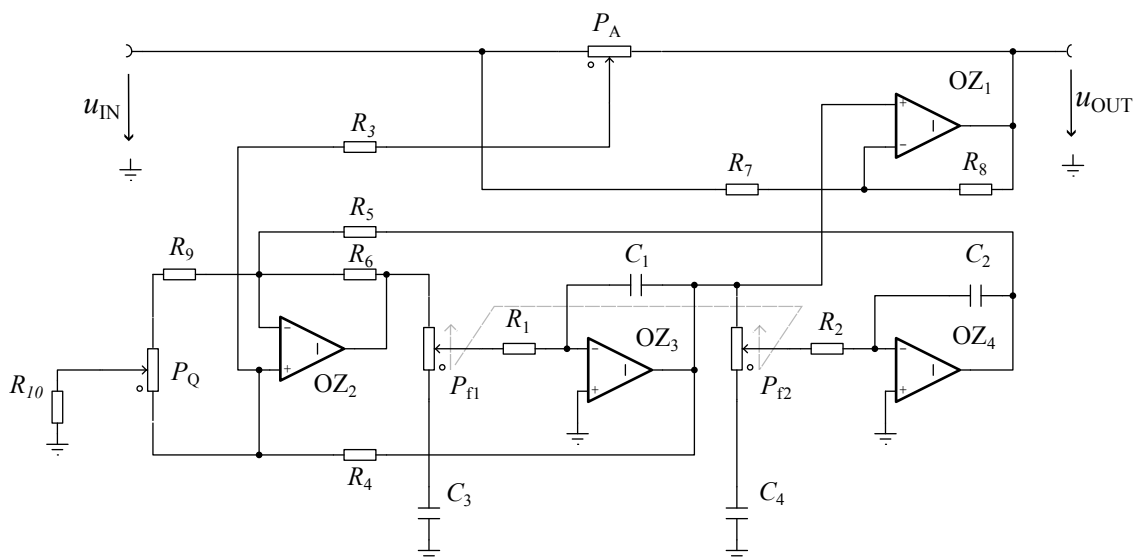 P_A
u_IN
OZ_1
u_OUT
R_3
R_7
R_8
R_5
R_9
R_6
C_1
C_2
R_1
R_2
OZ_3
OZ_4
P_Q
OZ_2
P_f1
P_f2
R_10
R_4
C_3
C_4